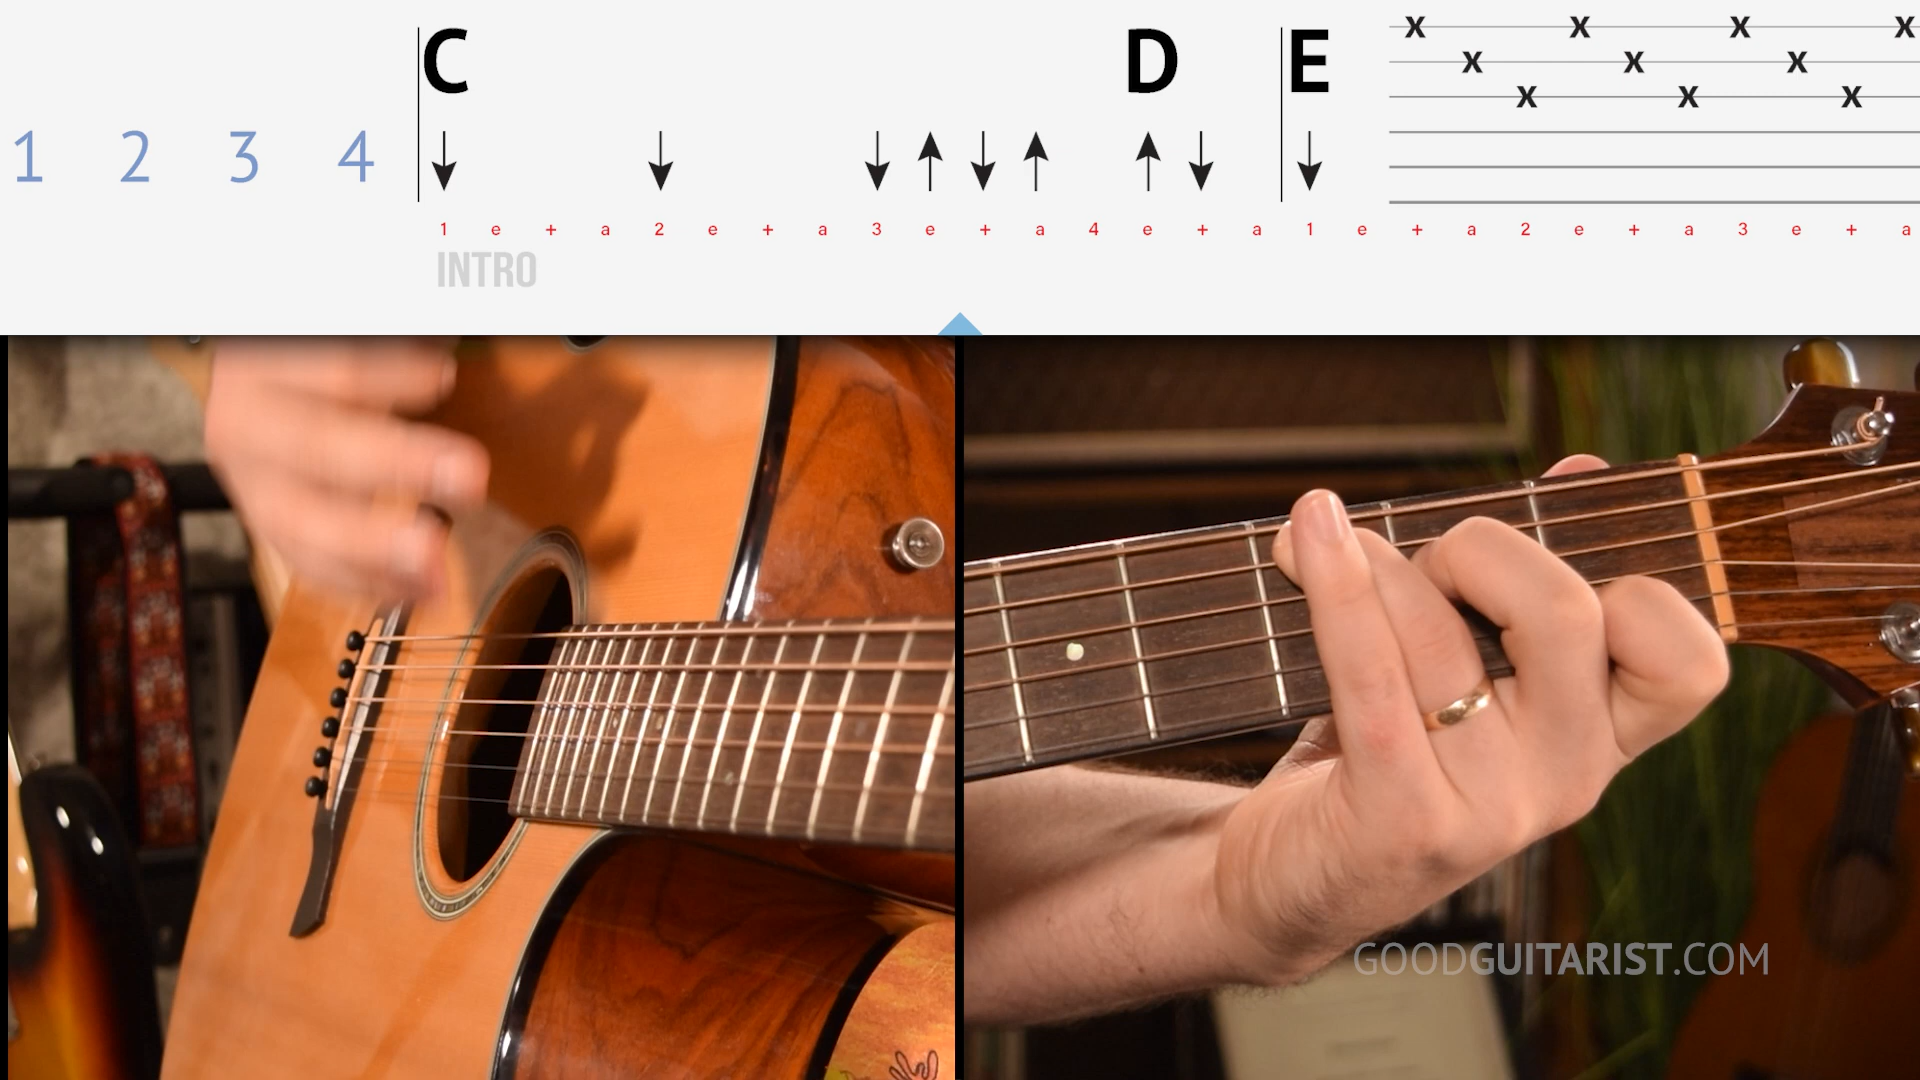 C D E
x x x x
x x x
x x x
1 2 3 4
1 e + a 2 e + a 3 e + a 4 e + a 1 e + a 2 e + a 3 e + a
INTRO
GOODGUITARIST.COM